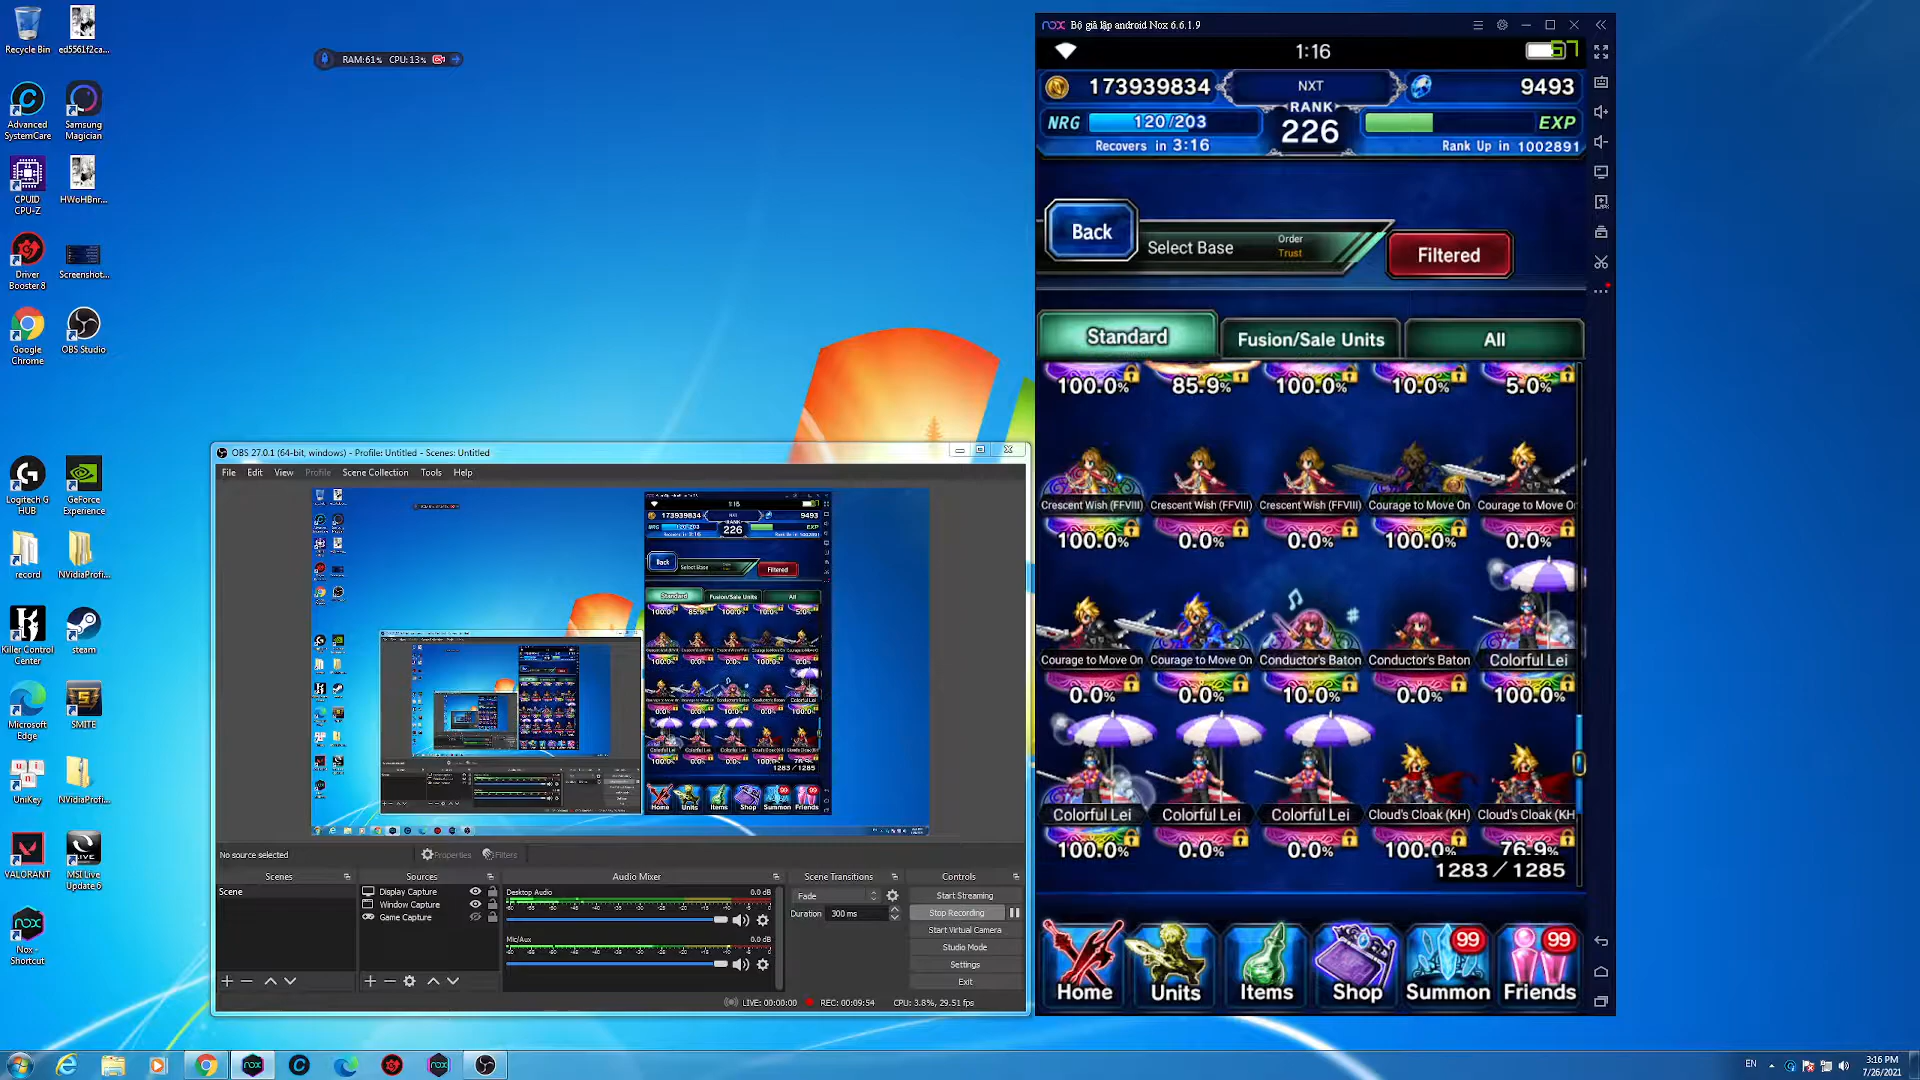 Recycle Bin
ed5561f2ca...
Advanced SystemCare
Samsung Magician
CPUID CPU-Z
HWoHBnr...
Driver Booster 8
Screenshot...
Google Chrome
OBS Studio
Logitech G HUB
GeForce Experience
record
NVidiaProfi...
Killer Control Center
steam
Microsoft Edge
SMITE
UniKey
NVidiaProfi...
VALORANT
MSI Live Update 6
Nox - Shortcut
RAM:61% CPU:13%
OBS 27.0.1 (64-bit, windows) - Profile: Untitled - Scenes: Untitled
File Edit View Profile Scene Collection Tools Help
No source selected
Properties Filters
Scenes
Sources
Audio Mixer
Scene Transitions
Controls
Scene
Display Capture
Window Capture
Game Capture
Desktop Audio 0.0 dB
Mic/Aux 0.0 dB
Fade
Duration 300 ms
Start Streaming
Stop Recording
Start Virtual Camera
Studio Mode
Settings
Exit
LIVE: 00:00:00 REC: 00:09:54 CPU: 3.8%, 29.51 fps
nox Bộ giả lập android Nox 6.6.1.9
1:16
57
173939834
NXT
9493
NRG 120/203
RANK
226
EXP
Recovers in 3:16
Rank Up in 1002891
Back
Select Base
Order
Trust
Filtered
Standard
Fusion/Sale Units
All
100.0% 85.9% 100.0% 10.0% 5.0%
Crescent Wish (FFVIII) Crescent Wish (FFVIII) Crescent Wish (FFVIII) Courage to Move On Courage to Move On
100.0% 0.0% 0.0% 100.0% 0.0%
Courage to Move On Courage to Move On Conductor's Baton Conductor's Baton Colorful Lei
0.0% 0.0% 10.0% 0.0% 100.0%
Colorful Lei Colorful Lei Colorful Lei Cloud's Cloak (KH) Cloud's Cloak (KH
100.0% 0.0% 0.0% 100.0% 76.9%
1283/1285
99
99
Home Units Items Shop Summon Friends
EN
3:16 PM
7/26/2021